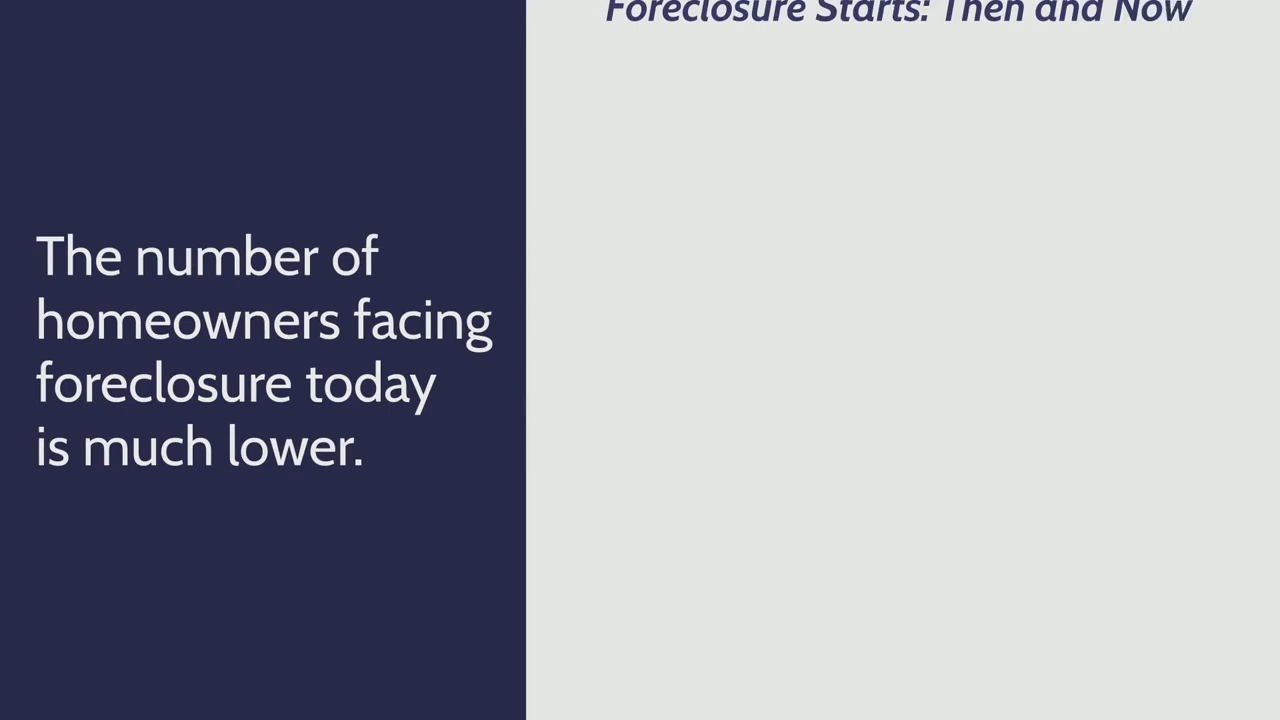 Foreclosure Starts: Then and Now
The number of
homeowners facing
foreclosure today
is much lower.